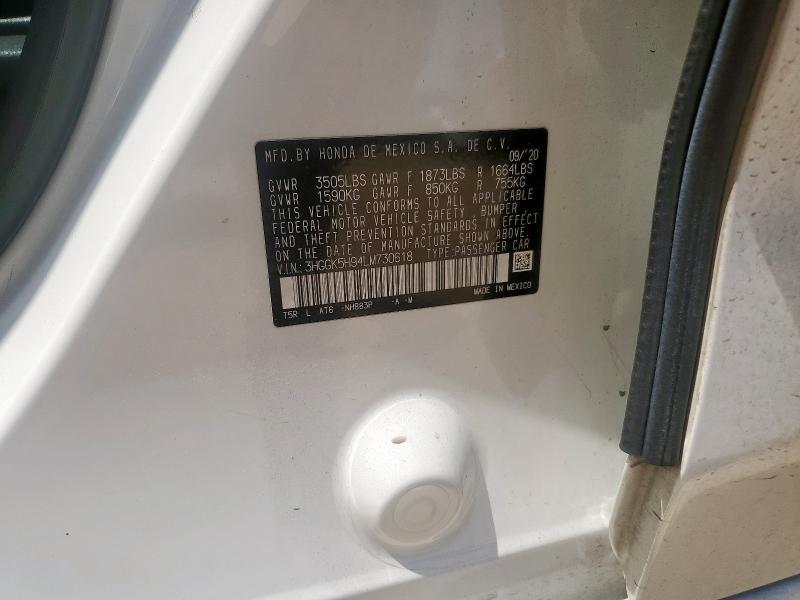 MFD.BY HONDA DE MEXICO S.A. DE C.V.
09/'20
GVWR 3505LBS GAWR F 1873LBS R 1664LBS
GVWR 1590KG GAWR F 850KG R 755KG
THIS VEHICLE CONFORMS TO ALL APPLICABLE
FEDERAL MOTOR VEHICLE SAFETY, BUMPER
AND THEFT PREVENTION STANDARDS IN EFFECT
ON THE DATE OF MANUFACTURE SHOWN ABOVE.
V.I.N.: 3HGGK5H94LM730618 TYPE:PASSENGER CAR
T5R L AT6 -NH883P -A -M MADE IN MEXICO